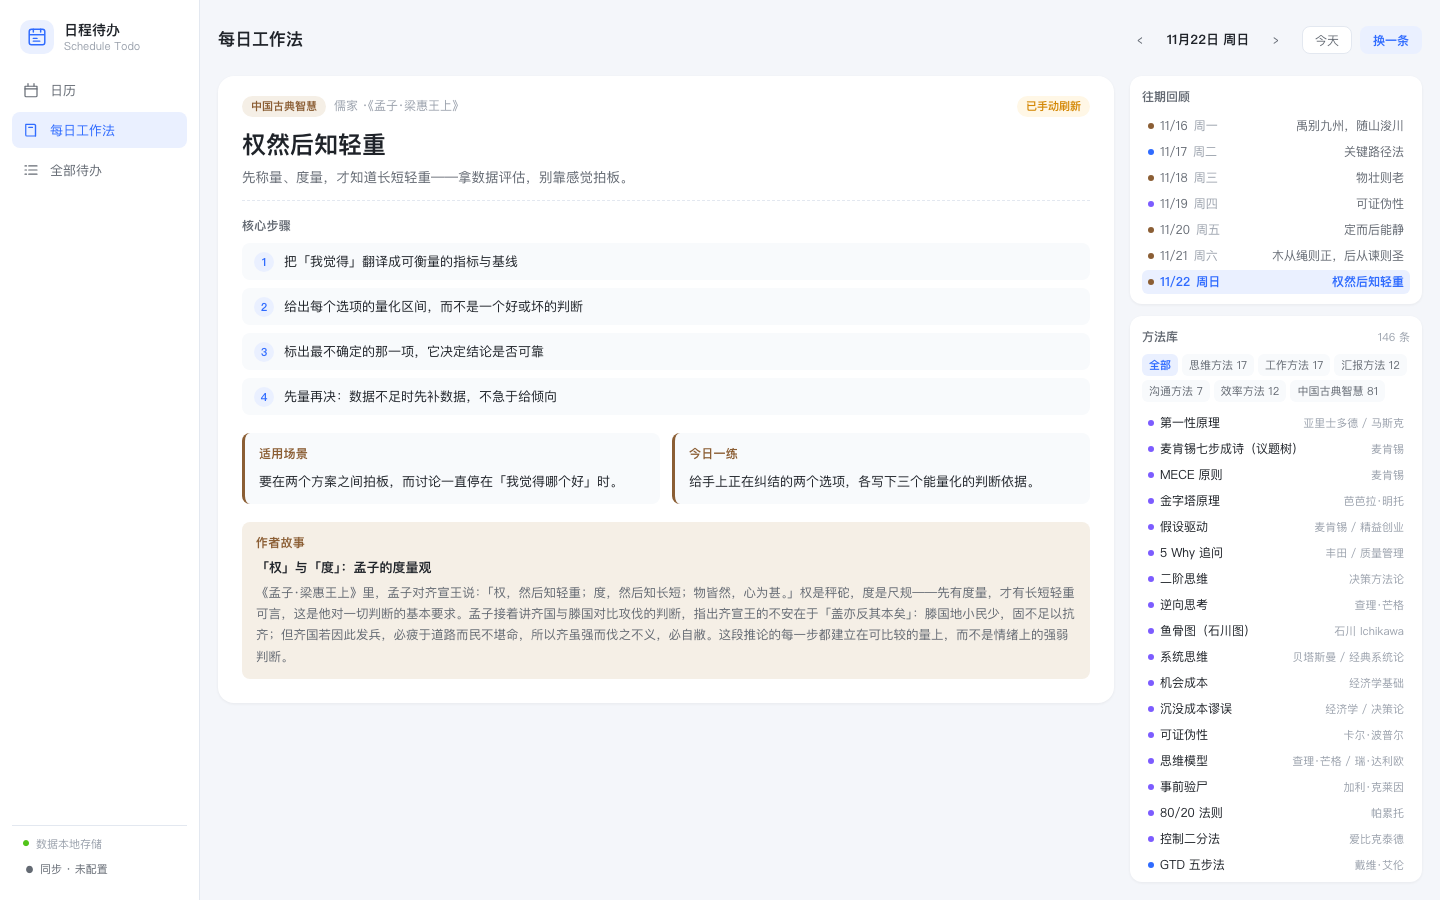 日程待办
Schedule Todo
日历
每日工作法
全部待办
数据本地存储
同步 · 未配置
每日工作法
‹ 11月22日 周日 › 今天 换一条
中国古典智慧 儒家 ·《孟子·梁惠王上》 已手动刷新
权然后知轻重
先称量、度量，才知道长短轻重——拿数据评估，别靠感觉拍板。
核心步骤
1 把「我觉得」翻译成可衡量的指标与基线
2 给出每个选项的量化区间，而不是一个好或坏的判断
3 标出最不确定的那一项，它决定结论是否可靠
4 先量再决：数据不足时先补数据，不急于给倾向
适用场景
要在两个方案之间拍板，而讨论一直停在「我觉得哪个好」时。
今日一练
给手上正在纠结的两个选项，各写下三个能量化的判断依据。
作者故事
「权」与「度」：孟子的度量观
《孟子·梁惠王上》里，孟子对齐宣王说：「权，然后知轻重；度，然后知长短；物皆然，心为甚。」权是秤砣，度是尺规——先有度量，才有长短轻重
可言，这是他对一切判断的基本要求。孟子接着讲齐国与滕国对比攻伐的判断，指出齐宣王的不安在于「盖亦反其本矣」：滕国地小民少，固不足以抗
齐；但齐国若因此发兵，必疲于道路而民不堪命，所以齐虽强而伐之不义，必自敝。这段推论的每一步都建立在可比较的量上，而不是情绪上的强弱
判断。
往期回顾
11/16 周一 禹别九州，随山浚川
11/17 周二 关键路径法
11/18 周三 物壮则老
11/19 周四 可证伪性
11/20 周五 定而后能静
11/21 周六 木从绳则正，后从谏则圣
11/22 周日 权然后知轻重
方法库 146 条
全部 思维方法 17 工作方法 17 汇报方法 12
沟通方法 7 效率方法 12 中国古典智慧 81
第一性原理 亚里士多德 / 马斯克
麦肯锡七步成诗（议题树） 麦肯锡
MECE 原则 麦肯锡
金字塔原理 芭芭拉·明托
假设驱动 麦肯锡 / 精益创业
5 Why 追问 丰田 / 质量管理
二阶思维 决策方法论
逆向思考 查理·芒格
鱼骨图（石川图） 石川 Ichikawa
系统思维 贝塔斯曼 / 经典系统论
机会成本 经济学基础
沉没成本谬误 经济学 / 决策论
可证伪性 卡尔·波普尔
思维模型 查理·芒格 / 瑞·达利欧
事前验尸 加利·克莱因
80/20 法则 帕累托
控制二分法 爱比克泰德
GTD 五步法 戴维·艾伦